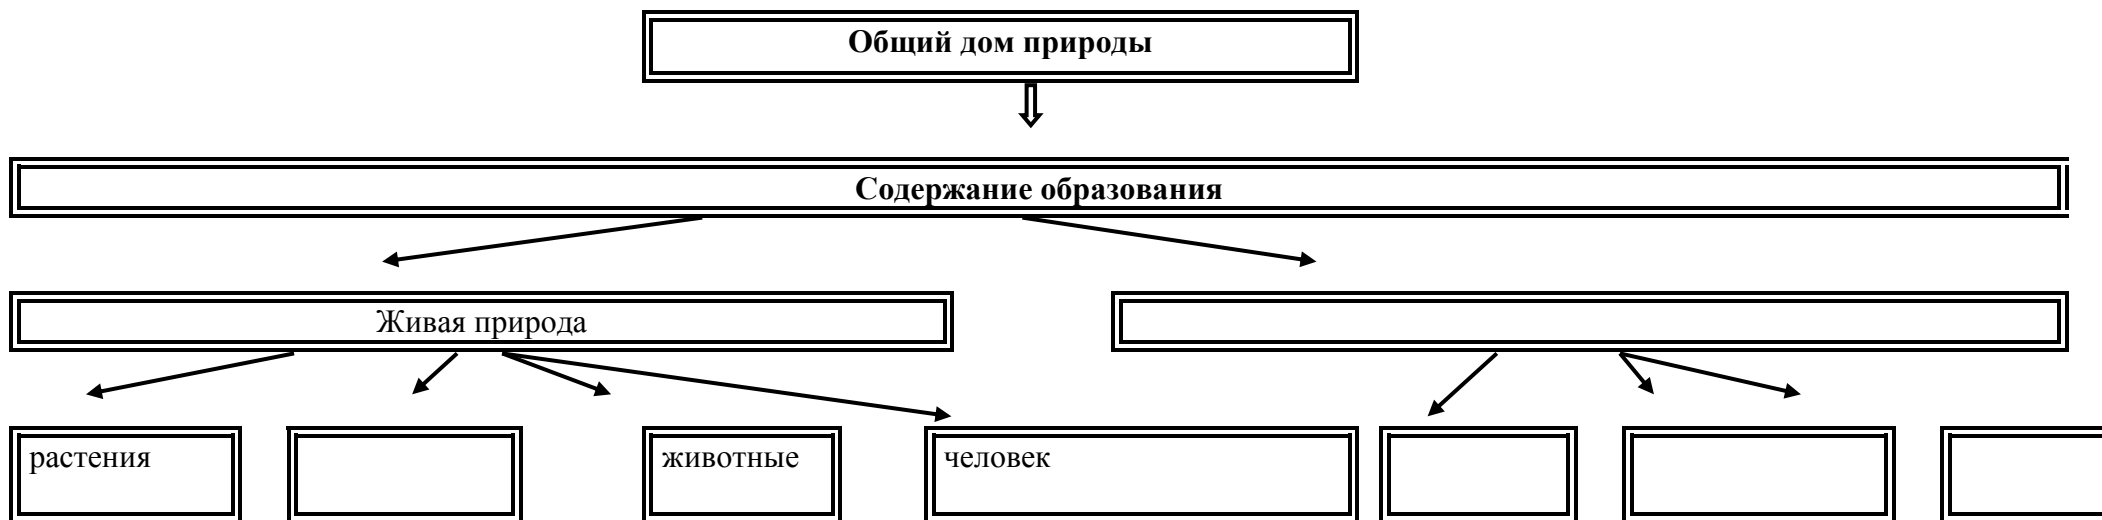 Общий дом природы
Содержание образования
Живая природа
растения
животные
человек